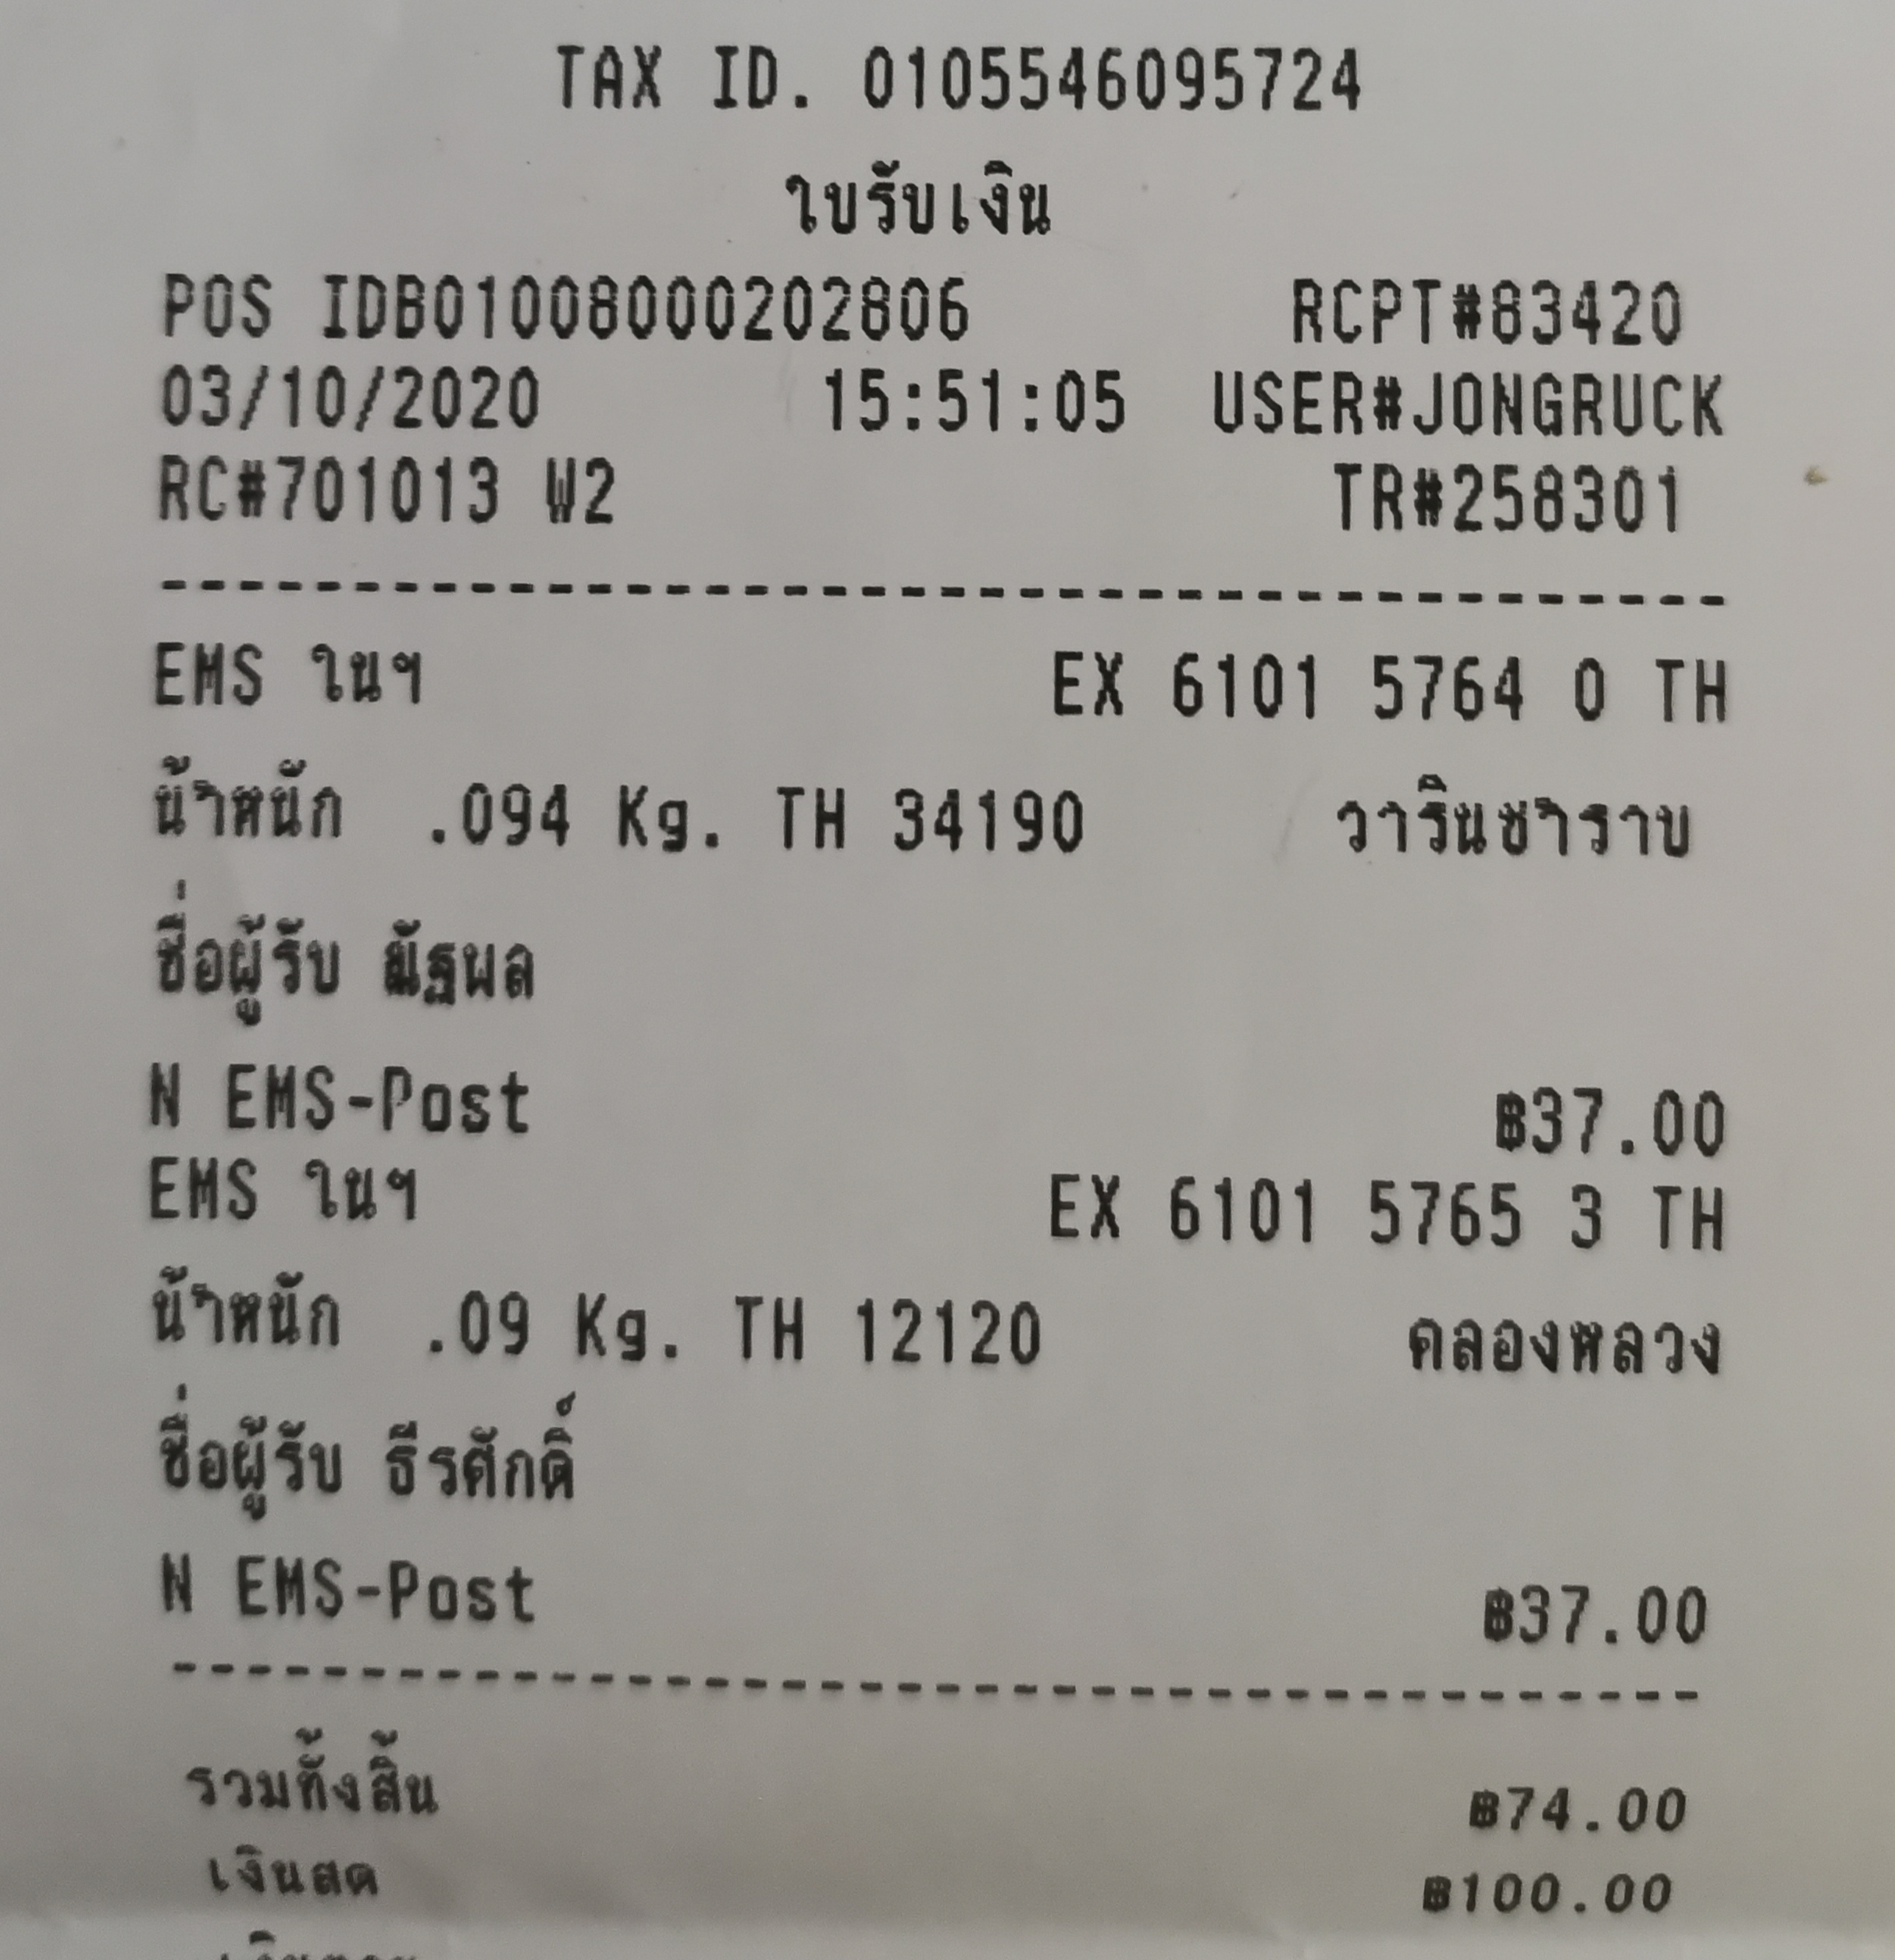 TAX ID. 0105546095724
ใบรับเงิน
POS IDB01008000202806 RCPT#83420
03/10/2020 15:51:05 USER#JONGRUCK
RC#701013 W2 TR#258301
EMS ในฯ EX 6101 5764 0 TH
น้ำหนัก .094 Kg. TH 34190 วารินชำราบ
ชื่อผู้รับ ณัฐพล
N EMS-Post ฿37.00
EMS ในฯ EX 6101 5765 3 TH
น้ำหนัก .09 Kg. TH 12120 คลองหลวง
ชื่อผู้รับ ธีรศักดิ์
N EMS-Post ฿37.00
รวมทั้งสิ้น ฿74.00
เงินสด ฿100.00